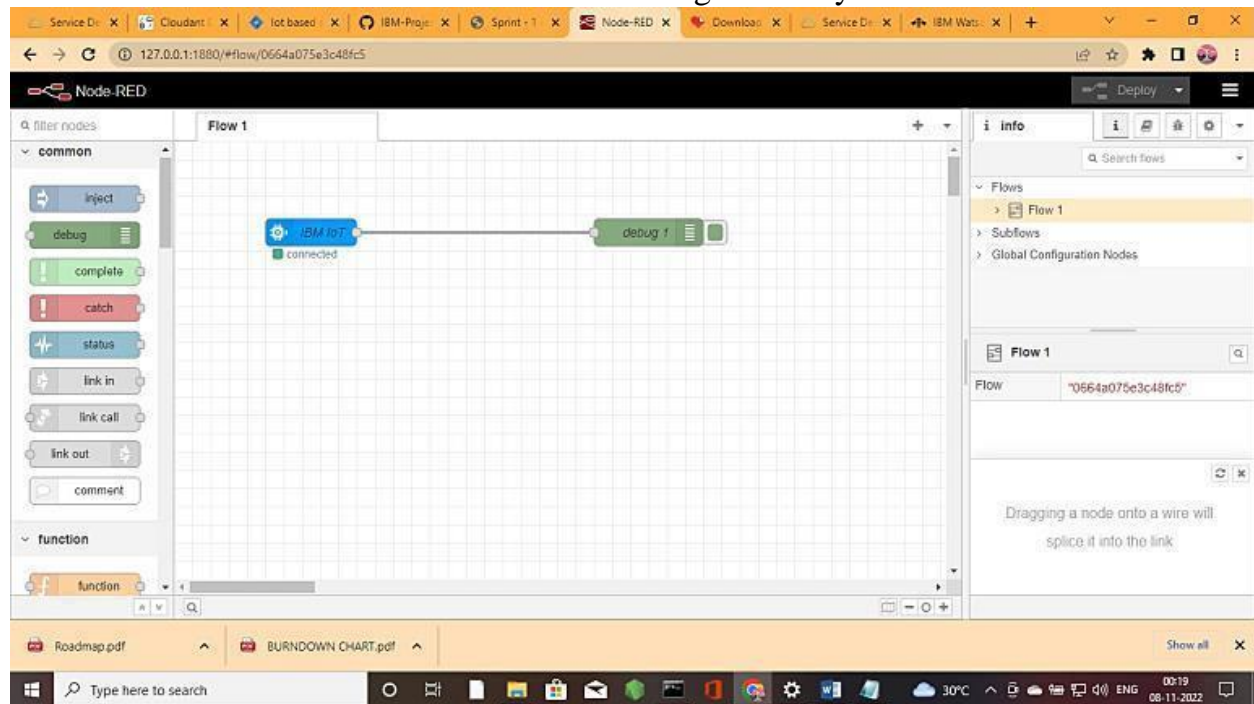 Service De
Cloudant
Iot based
IBM-Proje
Sprint - 1
Node-RED
Download
Service De
IBM Wats
127.0.0.1:1880/#flow/0664a075e3c48fc5
Node-RED
Deploy
filter nodes
Flow 1
i info
common
Search flows
inject
Flows
Flow 1
debug
IBM IoT
debug 1
Subflows
connected
Global Configuration Nodes
complete
catch
status
Flow 1
link in
Flow
"0664a075e3c48fc5"
link call
link out
comment
Dragging a node onto a wire will
splice it into the link
function
function
Roadmap.pdf
BURNDOWN CHART.pdf
Show all
Type here to search
30°C
ENG
00:19
08-11-2022